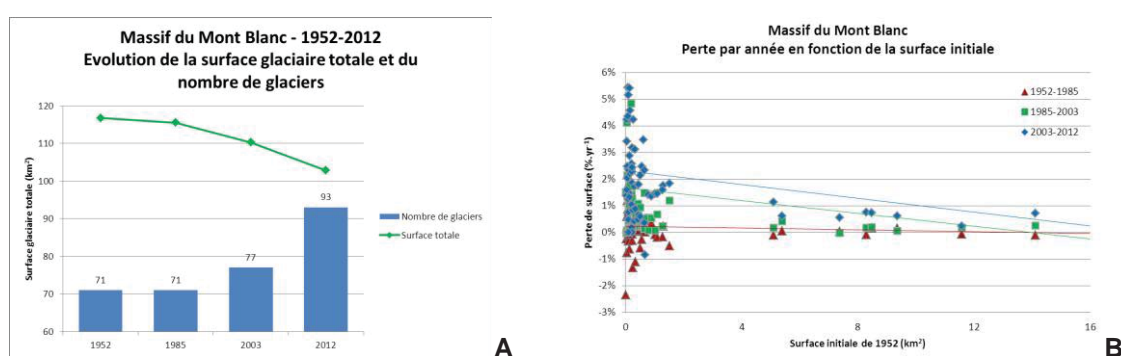 Massif du Mont Blanc - 1952-2012
Evolution de la surface glaciaire totale et du
nombre de glaciers
Surface glaciaire totale (km²)
120
110
100
90
80
70
60
71
71
77
93
1952
1985
2003
2012
Nombre de glaciers
Surface totale
A
Massif du Mont Blanc
Perte par année en fonction de la surface initiale
Perte de surface (%.yr⁻¹)
6%
5%
4%
3%
2%
1%
0%
-1%
-2%
-3%
1952-1985
1985-2003
2003-2012
0
4
8
12
16
Surface initiale de 1952 (km²)
B